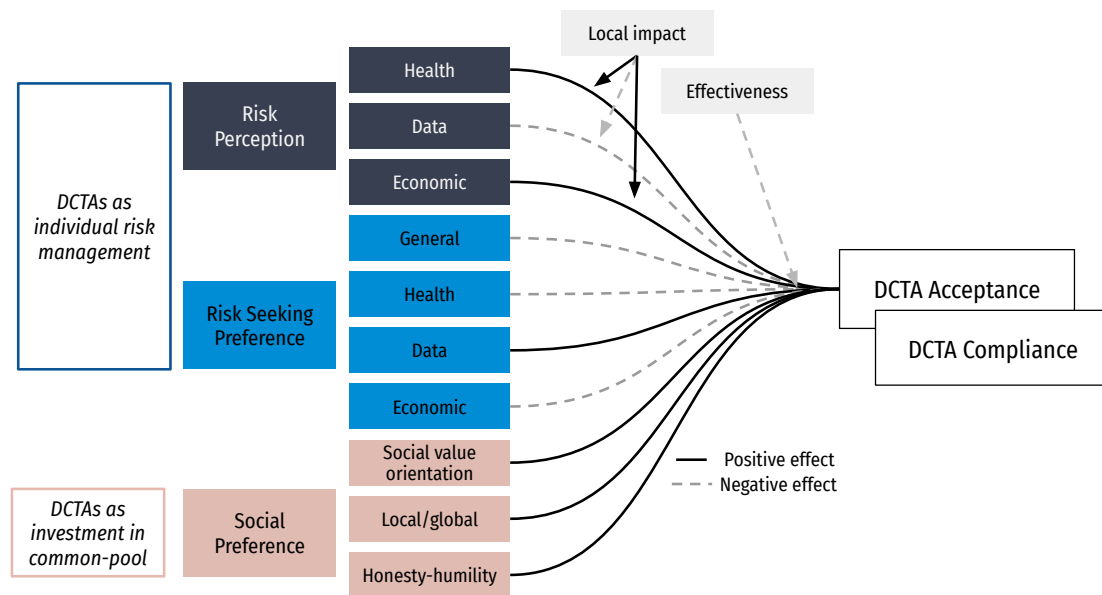 Local impact
Effectiveness
DCTAs as
individual risk
management
Risk
Perception
Health
Data
Economic
Risk Seeking
Preference
General
Health
Data
Economic
DCTAs as
investment in
common-pool
Social
Preference
Social value
orientation
Local/global
Honesty-humility
DCTA Acceptance
DCTA Compliance
Positive effect
Negative effect